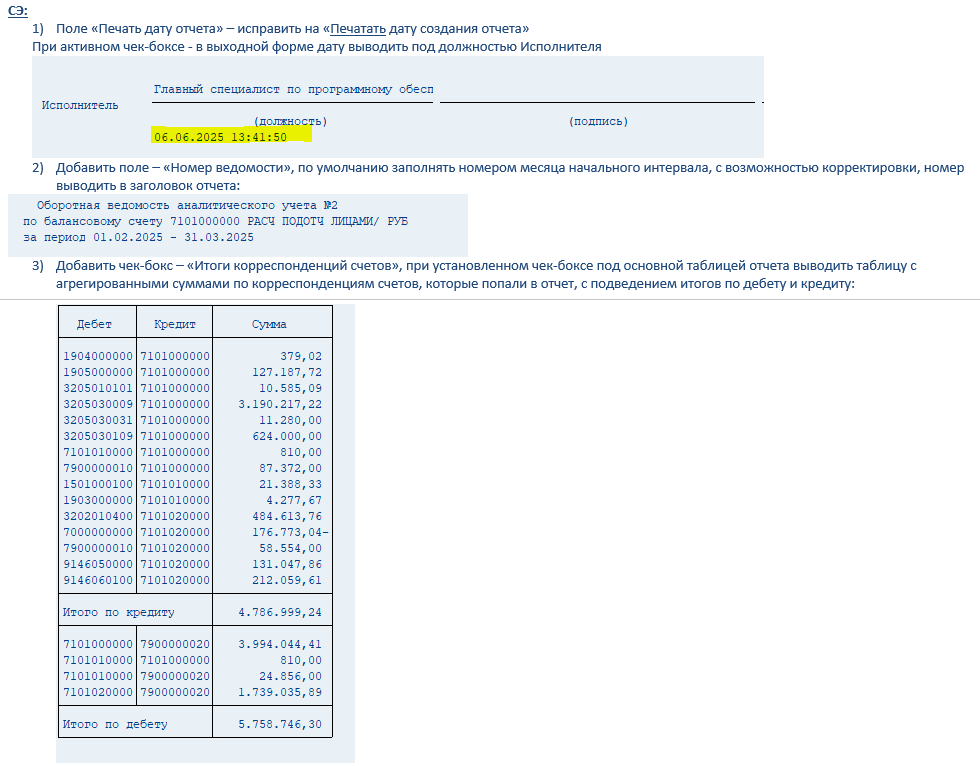 СЭ:
1) Поле «Печать дату отчета» – исправить на «Печатать дату создания отчета»
При активном чек-боксе - в выходной форме дату выводить под должностью Исполнителя
Главный специалист по программному обесп
Исполнитель
(должность) (подпись)
06.06.2025 13:41:50
2) Добавить поле – «Номер ведомости», по умолчанию заполнять номером месяца начального интервала, с возможностью корректировки, номер
выводить в заголовок отчета:
Оборотная ведомость аналитического учета №2
по балансовому счету 7101000000 РАСЧ ПОДОТЧ ЛИЦАМИ/ РУБ
за период 01.02.2025 - 31.03.2025
3) Добавить чек-бокс – «Итоги корреспонденций счетов», при установленном чек-боксе под основной таблицей отчета выводить таблицу с
агрегированными суммами по корреспонденциям счетов, которые попали в отчет, с подведением итогов по дебету и кредиту:
Дебет Кредит Сумма
1904000000 7101000000 379,02
1905000000 7101000000 127.187,72
3205010101 7101000000 10.585,09
3205030009 7101000000 3.190.217,22
3205030031 7101000000 11.280,00
3205030109 7101000000 624.000,00
7101010000 7101000000 810,00
7900000010 7101000000 87.372,00
1501000100 7101010000 21.388,33
1903000000 7101010000 4.277,67
3202010400 7101020000 484.613,76
7000000000 7101020000 176.773,04-
7900000010 7101020000 58.554,00
9146050000 7101020000 131.047,86
9146060100 7101020000 212.059,61
Итого по кредиту 4.786.999,24
7101000000 7900000020 3.994.044,41
7101010000 7101000000 810,00
7101010000 7900000020 24.856,00
7101020000 7900000020 1.739.035,89
Итого по дебету 5.758.746,30